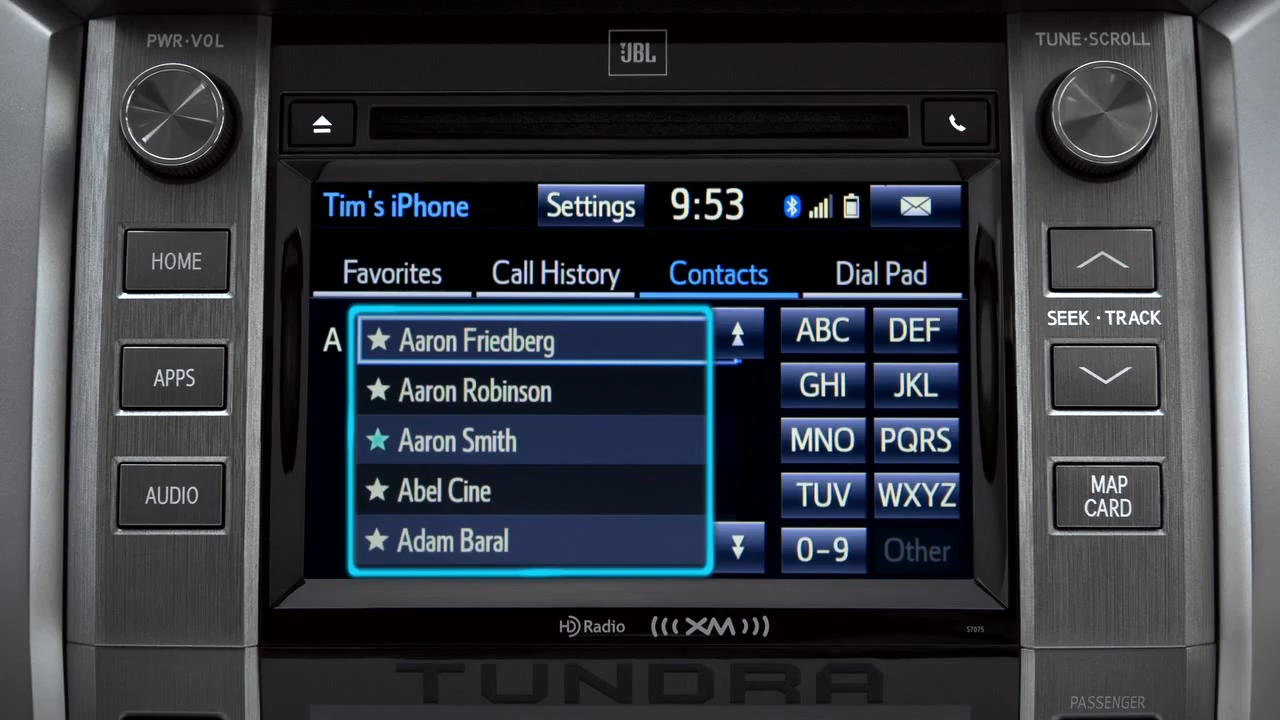 PWR·VOL
JBL
TUNE·SCROLL
Tim's iPhone
Settings
9:53
HOME
Favorites
Call History
Contacts
Dial Pad
SEEK · TRACK
A
Aaron Friedberg
Aaron Robinson
Aaron Smith
Abel Cine
Adam Baral
ABC
DEF
GHI
JKL
MNO
PQRS
TUV
WXYZ
0-9
Other
APPS
AUDIO
MAP
CARD
HD Radio
(((XM)))
57075
TUNDRA
PASSENGER